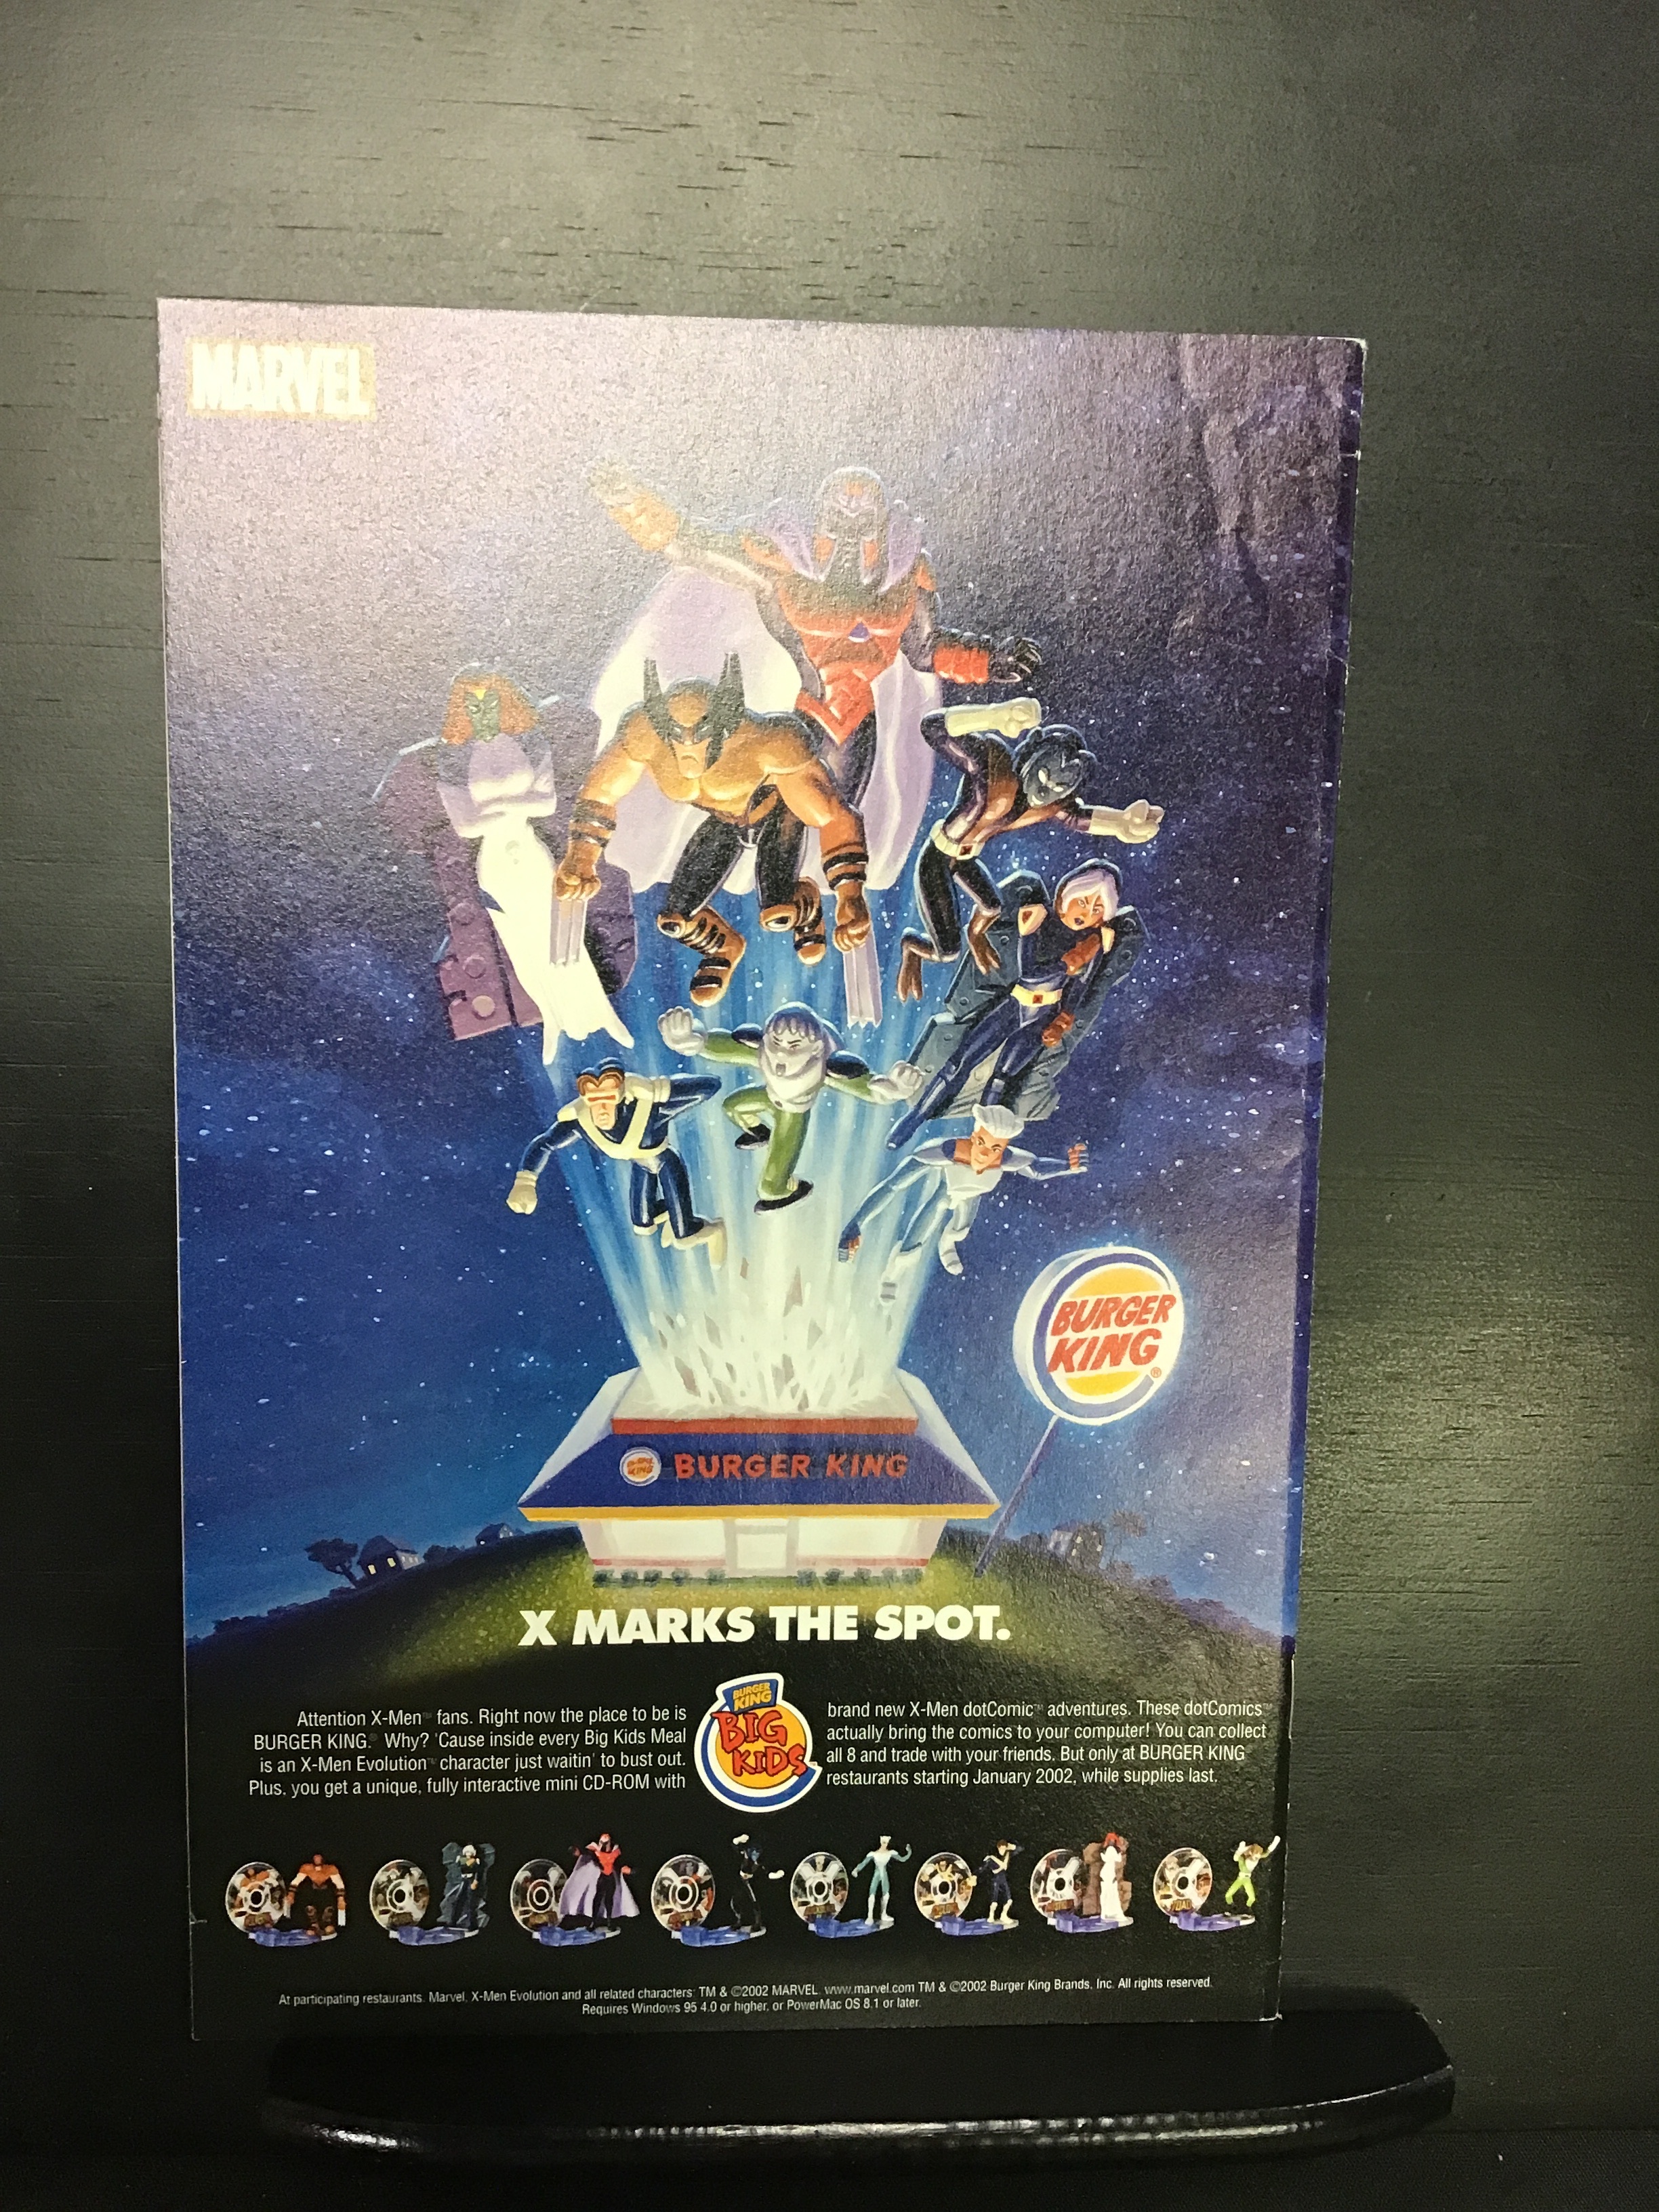 MARVEL
BURGER
KING®
BURGER KING
BURGER KING
X MARKS THE SPOT.
Attention X-Men™ fans. Right now the place to be is
BURGER KING.® Why? 'Cause inside every Big Kids Meal
is an X-Men Evolution™ character just waitin' to bust out.
Plus, you get a unique, fully interactive mini CD-ROM with
BURGER
KING
BIG
KIDS
brand new X-Men dotComic™ adventures. These dotComics™
actually bring the comics to your computer! You can collect
all 8 and trade with your friends. But only at BURGER KING®
restaurants starting January 2002, while supplies last.
At participating restaurants. Marvel, X-Men Evolution and all related characters: TM & ©2002 MARVEL. www.marvel.com TM & ©2002 Burger King Brands, Inc. All rights reserved.
Requires Windows 95 4.0 or higher, or PowerMac OS 8.1 or later.